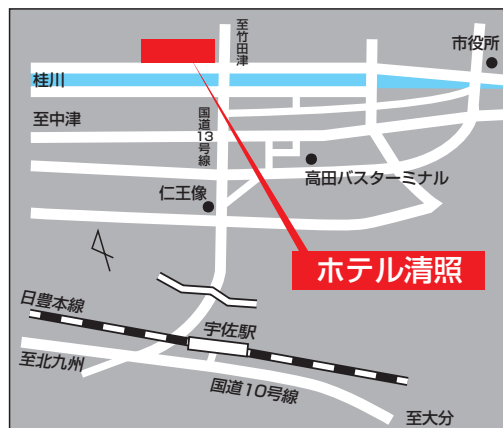 至竹田津
市役所
桂川
至中津
国道13号線
高田バスターミナル
仁王像
ホテル清照
日豊本線
宇佐駅
至北九州
国道10号線
至大分